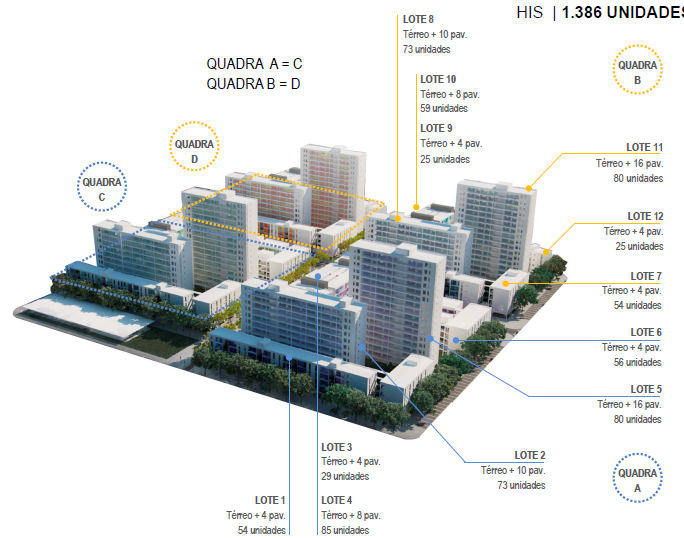 HIS | 1.386 UNIDADES
QUADRA A = C
QUADRA B = D
LOTE 8
Térreo + 10 pav.
73 unidades
LOTE 10
Térreo + 8 pav.
59 unidades
LOTE 9
Térreo + 4 pav.
25 unidades
QUADRA
B
QUADRA
D
QUADRA
C
LOTE 11
Térreo + 16 pav.
80 unidades
LOTE 12
Térreo + 4 pav.
25 unidades
LOTE 7
Térreo + 4 pav.
54 unidades
LOTE 6
Térreo + 4 pav.
56 unidades
LOTE 5
Térreo + 16 pav.
80 unidades
LOTE 3
Térreo + 4 pav.
29 unidades
LOTE 2
Térreo + 10 pav.
73 unidades
QUADRA
A
LOTE 1
Térreo + 4 pav.
54 unidades
LOTE 4
Térreo + 8 pav.
85 unidades